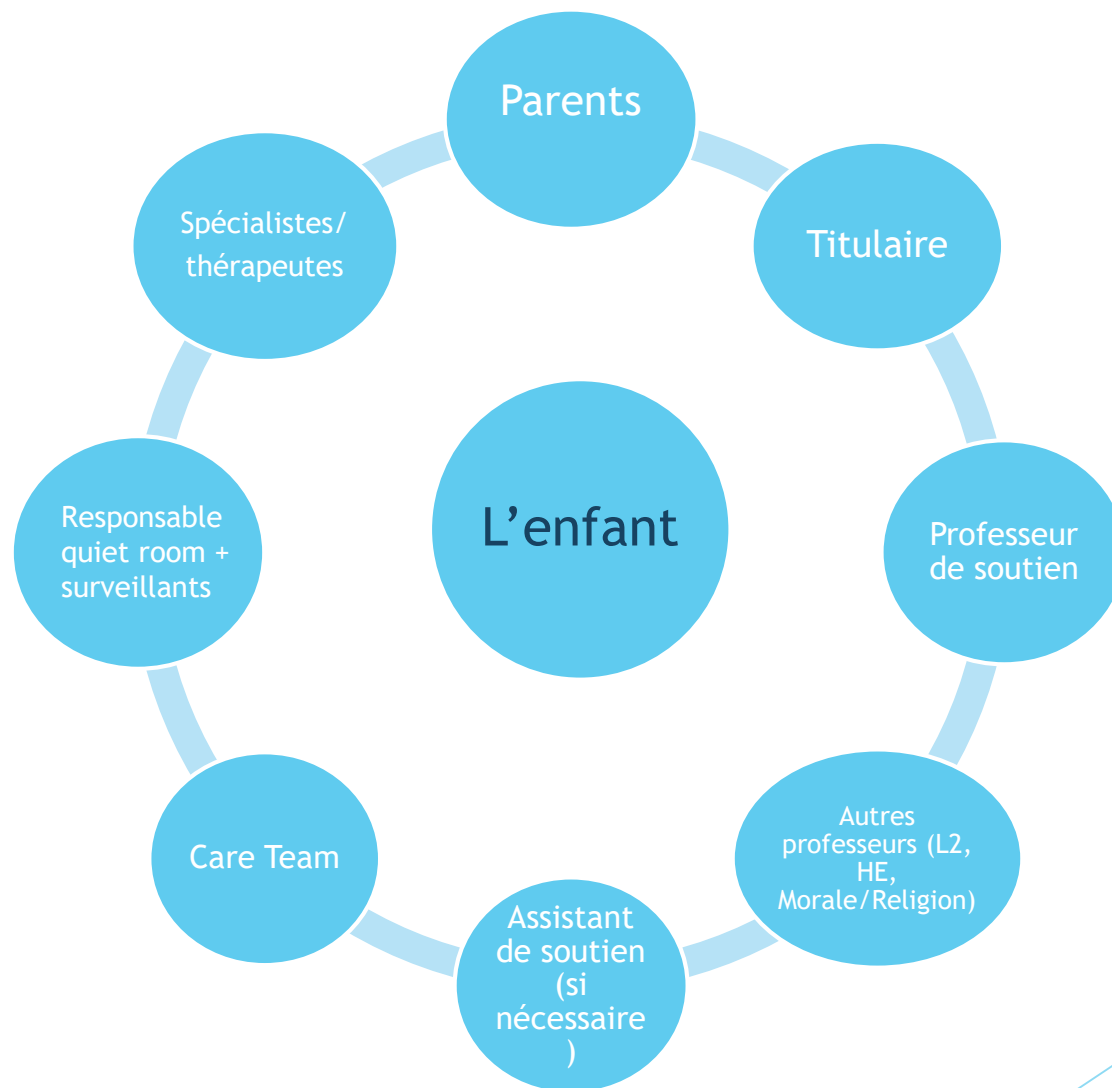 Parents
Titulaire
Professeur
de soutien
Autres
professeurs (L2,
HE,
Morale/Religion)
Assistant
de soutien
(si
nécessaire
)
Care Team
Responsable
quiet room +
surveillants
Spécialistes/
thérapeutes
L’enfant